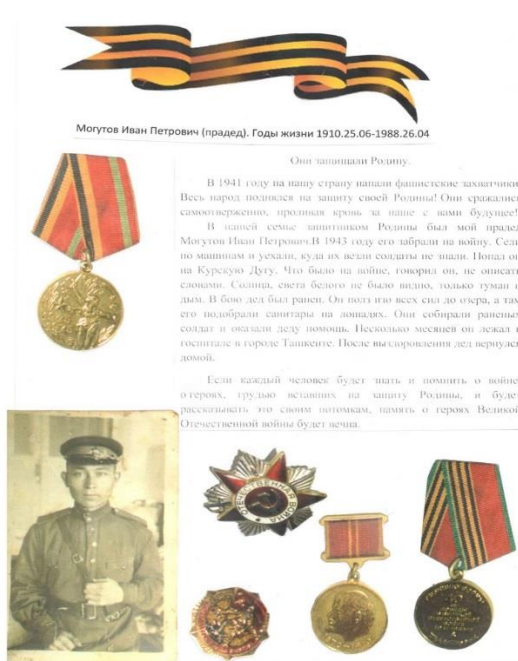 Могутов Иван Петрович (прадед). Годы жизни 1910.25.06-1988.26.04
Они защищали Родину.
В 1941 году на нашу страну напали фашистские захватчики
Весь народ поднялся на защиту своей Родины! Они сражались
самоотверженно, проливая кровь за наше с вами будущее!
В нашей семье защитником Родины был мой прадед
Могутов Иван Петрович.В 1943 году его забрали на войну. Сели
по машинам и уехали, куда их везли солдаты не знали. Попал он
на Курскую Дугу. Что было на войне, говорил он, не описать
словами. Солнца, света белого не было видно, только туман и
дым. В бою дед был ранен. Он полз изо всех сил до озера, а там
его подобрали санитары на лошадях. Они собирали раненых
солдат и оказали деду помощь. Несколько месяцев он лежал в
госпитале в городе Ташкенте. После выздоровления дед вернулся
домой.
Если каждый человек будет знать и помнить о войне,
о героях, грудью вставших на защиту Родины, и будет
рассказывать это своим потомкам, память о героях Великой
Отечественной войны будет вечна.
ОТЕЧЕСТВЕННАЯ ВОЙНА